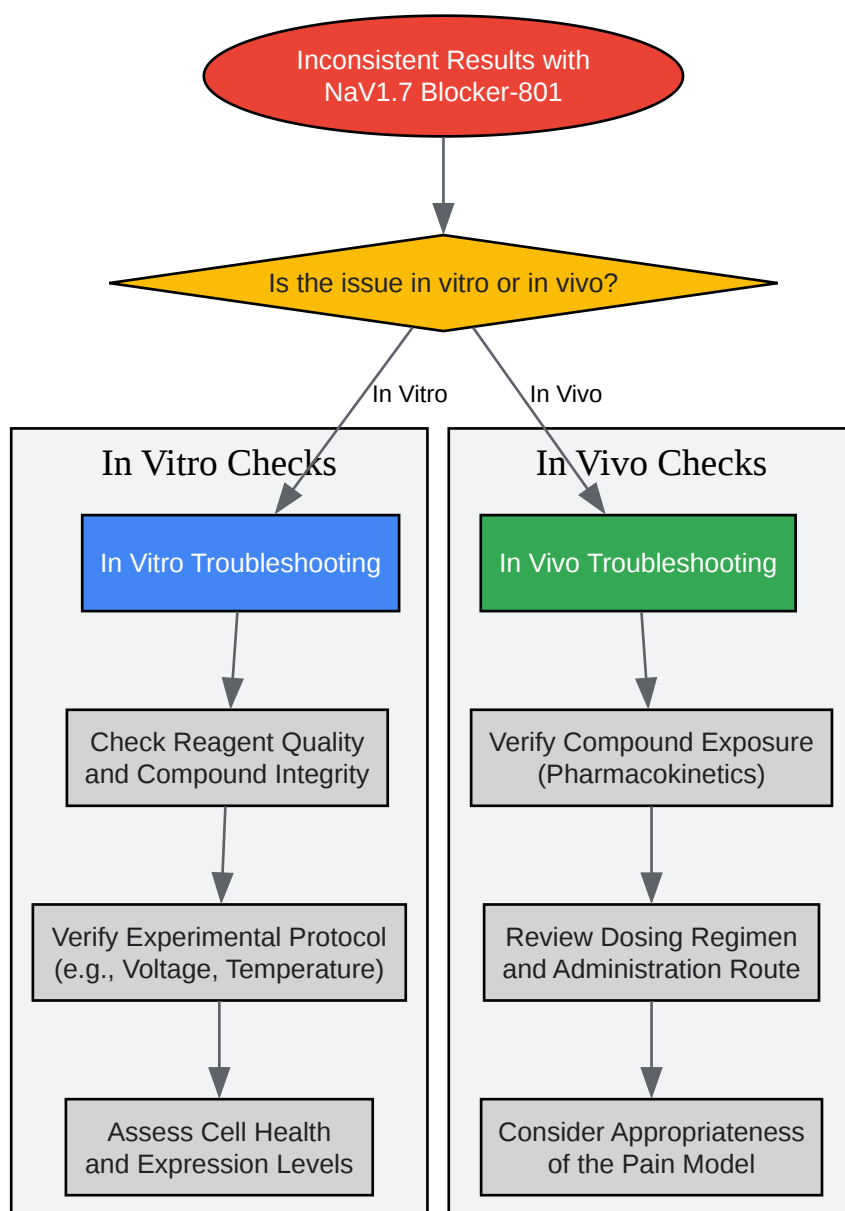 Inconsistent Results with
NaV1.7 Blocker-801
Is the issue in vitro or in vivo?
In Vitro
In Vivo
In Vitro Checks
In Vitro Troubleshooting
Check Reagent Quality
and Compound Integrity
Verify Experimental Protocol
(e.g., Voltage, Temperature)
Assess Cell Health
and Expression Levels
In Vivo Checks
In Vivo Troubleshooting
Verify Compound Exposure
(Pharmacokinetics)
Review Dosing Regimen
and Administration Route
Consider Appropriateness
of the Pain Model